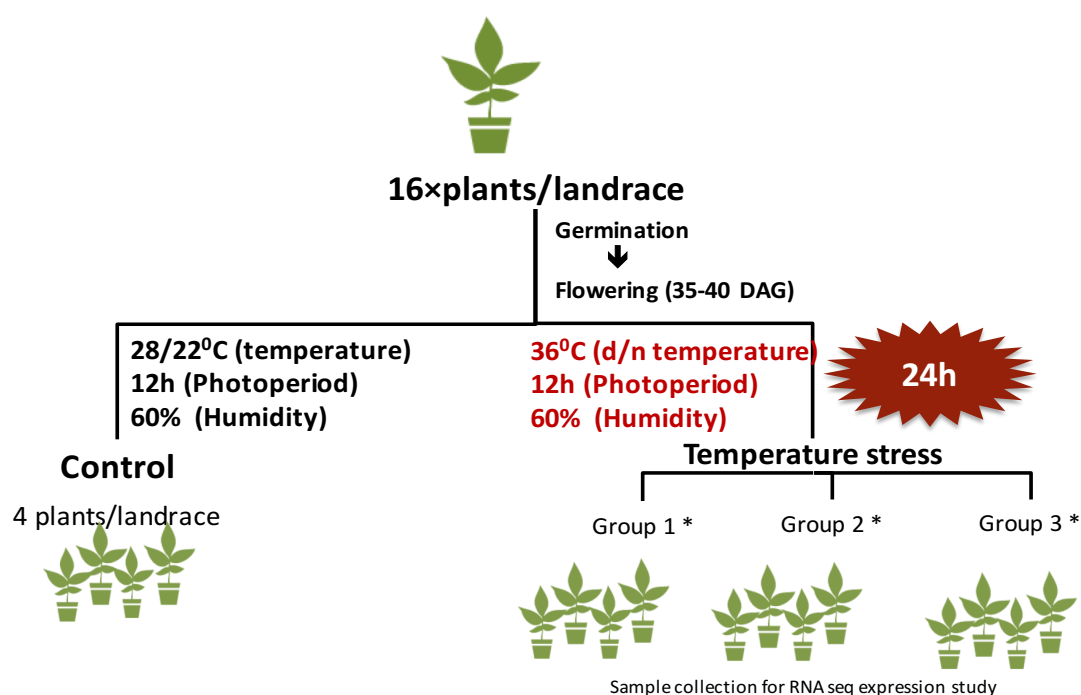 16×plants/landrace
Germination
Flowering (35-40 DAG)
28/22⁰C (temperature)
12h (Photoperiod)
60% (Humidity)
36⁰C (d/n temperature)
12h (Photoperiod)
60% (Humidity)
24h
Control
4 plants/landrace
Temperature stress
Group 1 *
Group 2 *
Group 3 *
Sample collection for RNA seq expression study